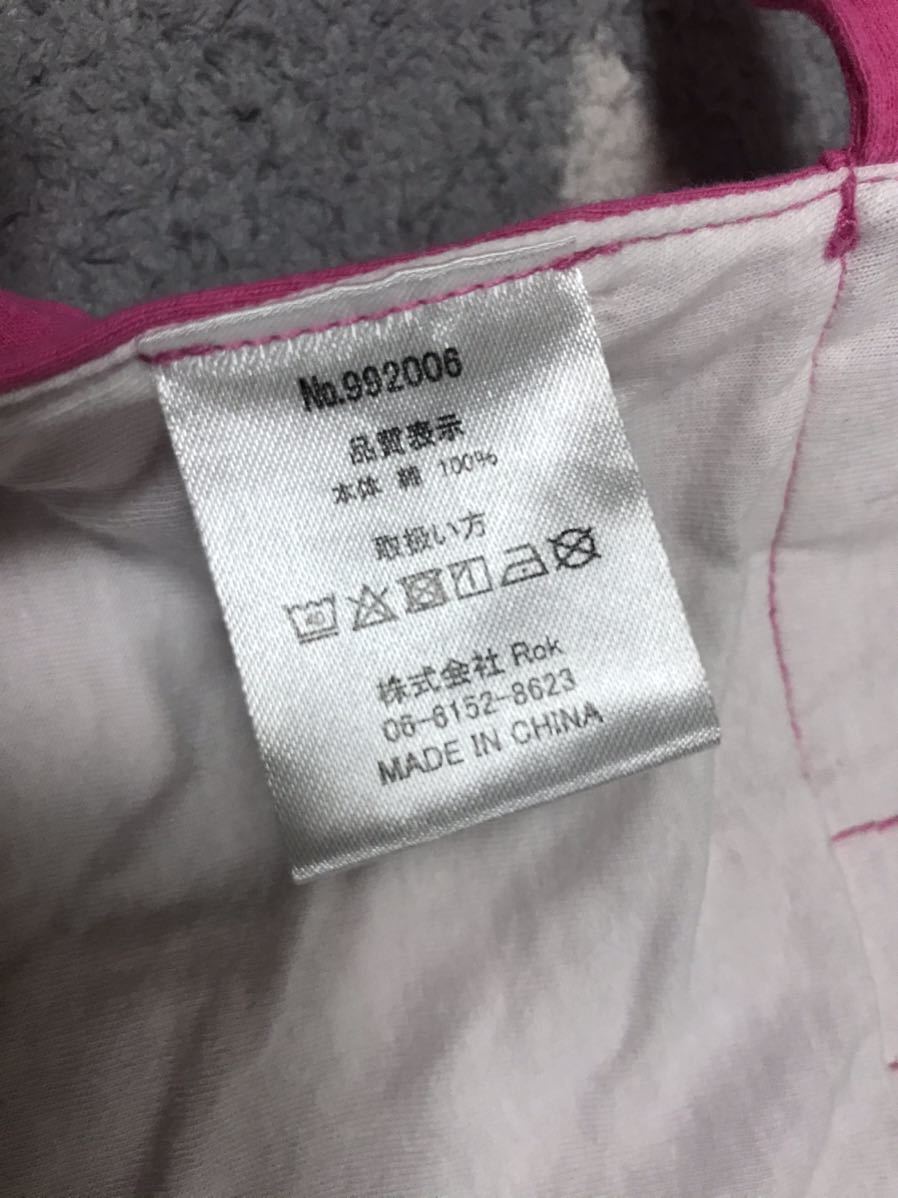 No.992006
品質表示
本体 綿 100%
取扱い方
40
株式会社 Rok
06-6152-8623
MADE IN CHINA